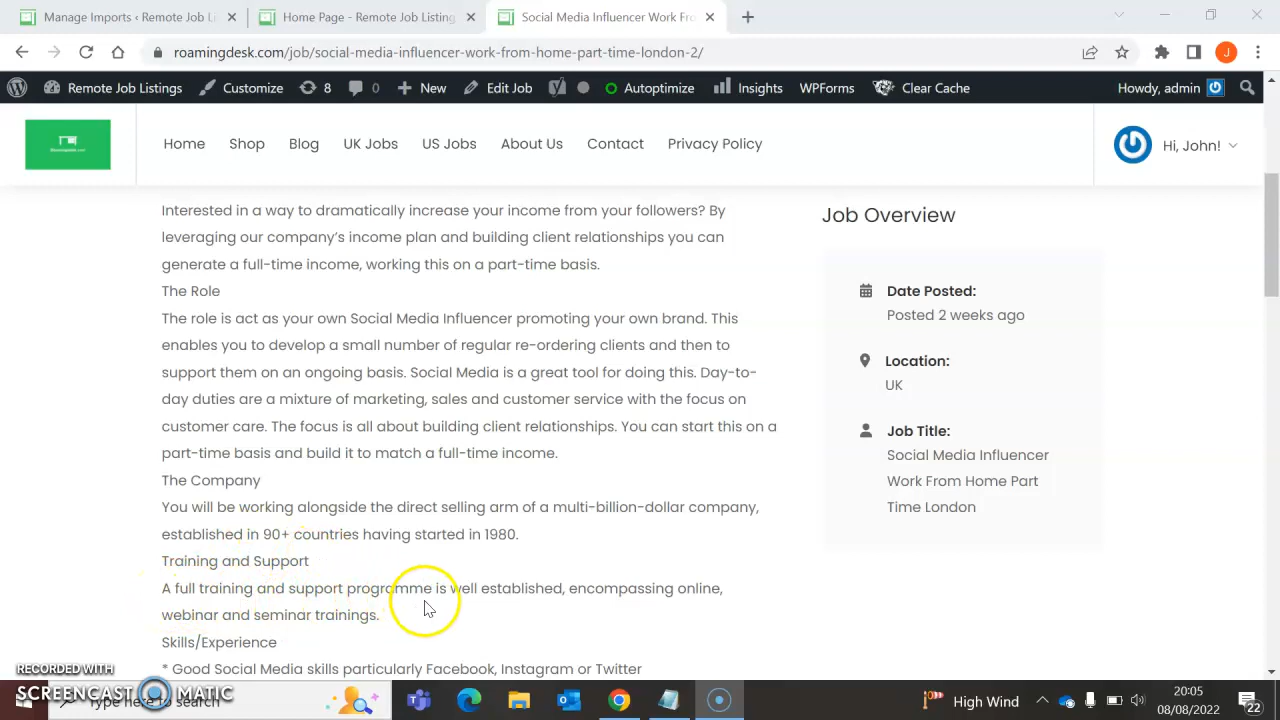 Manage Imports ‹ Remote Job Li
Home Page - Remote Job Listing
Social Media Influencer Work Fro
roamingdesk.com/job/social-media-influencer-work-from-home-part-time-london-2/
J
Remote Job Listings
Customize
8
0
New
Edit Job
Autoptimize
Insights
WPForms
Clear Cache
Howdy, admin
Home
Shop
Blog
UK Jobs
US Jobs
About Us
Contact
Privacy Policy
Hi, John!
Interested in a way to dramatically increase your income from your followers? By
leveraging our company’s income plan and building client relationships you can
generate a full-time income, working this on a part-time basis.
The Role
The role is act as your own Social Media Influencer promoting your own brand. This
enables you to develop a small number of regular re-ordering clients and then to
support them on an ongoing basis. Social Media is a great tool for doing this. Day-to-
day duties are a mixture of marketing, sales and customer service with the focus on
customer care. The focus is all about building client relationships. You can start this on a
part-time basis and build it to match a full-time income.
The Company
You will be working alongside the direct selling arm of a multi-billion-dollar company,
established in 90+ countries having started in 1980.
Training and Support
A full training and support programme is well established, encompassing online,
webinar and seminar trainings.
Skills/Experience
* Good Social Media skills particularly Facebook, Instagram or Twitter
Job Overview
Date Posted:
Posted 2 weeks ago
Location:
UK
Job Title:
Social Media Influencer
Work From Home Part
Time London
RECORDED WITH
SCREENCAST MATIC
Type here to search
High Wind
20:05
08/08/2022
22